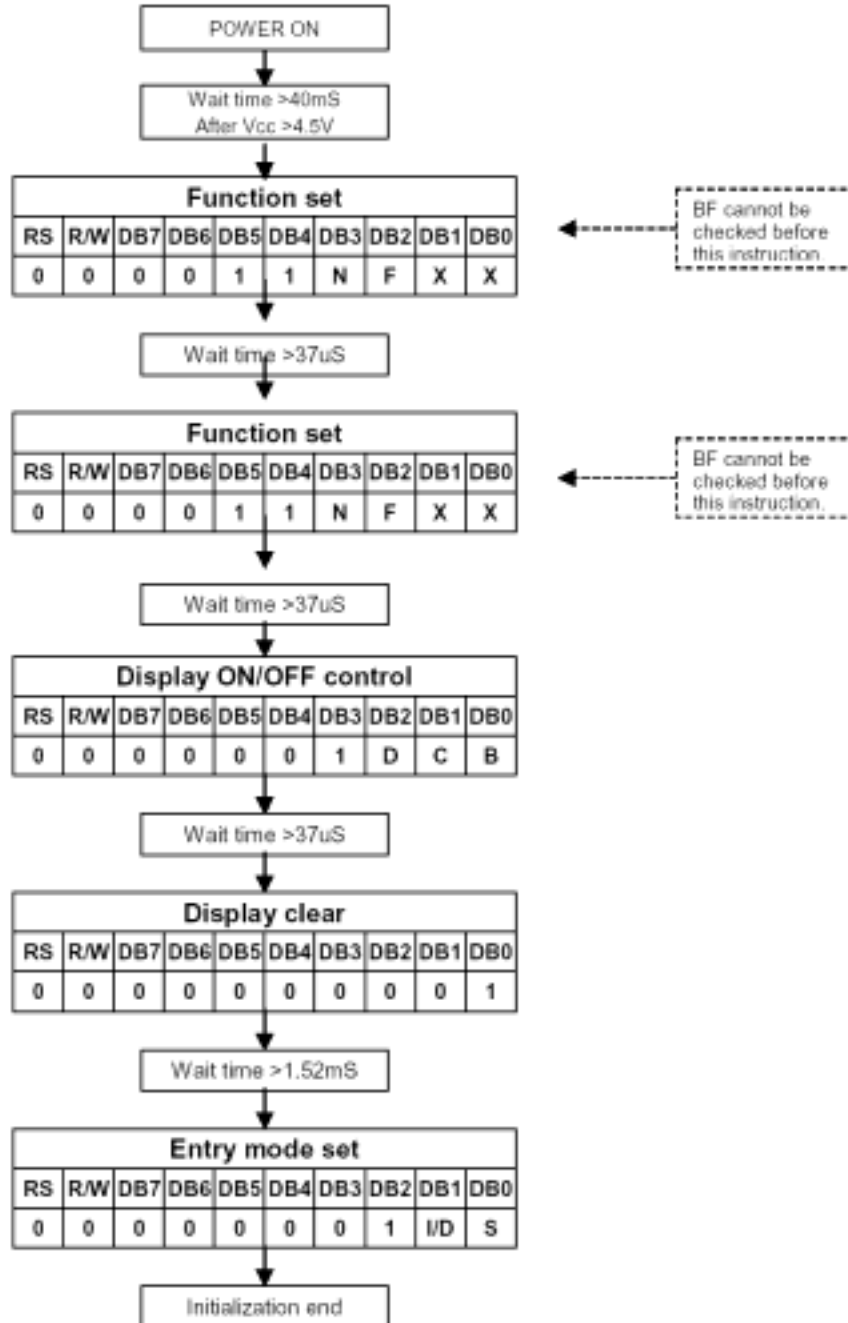 POWER ON
Wait time >40mS
After Vcc >4.5V
Function set
RS R/W DB7 DB6 DB5 DB4 DB3 DB2 DB1 DB0
0 0 0 0 1 1 N F X X
BF cannot be
checked before
this instruction.
Wait time >37uS
Function set
RS R/W DB7 DB6 DB5 DB4 DB3 DB2 DB1 DB0
0 0 0 0 1 1 N F X X
BF cannot be
checked before
this instruction.
Wait time >37uS
Display ON/OFF control
RS R/W DB7 DB6 DB5 DB4 DB3 DB2 DB1 DB0
0 0 0 0 0 0 1 D C B
Wait time >37uS
Display clear
RS R/W DB7 DB6 DB5 DB4 DB3 DB2 DB1 DB0
0 0 0 0 0 0 0 0 0 1
Wait time >1.52mS
Entry mode set
RS R/W DB7 DB6 DB5 DB4 DB3 DB2 DB1 DB0
0 0 0 0 0 0 0 1 I/D S
Initialization end